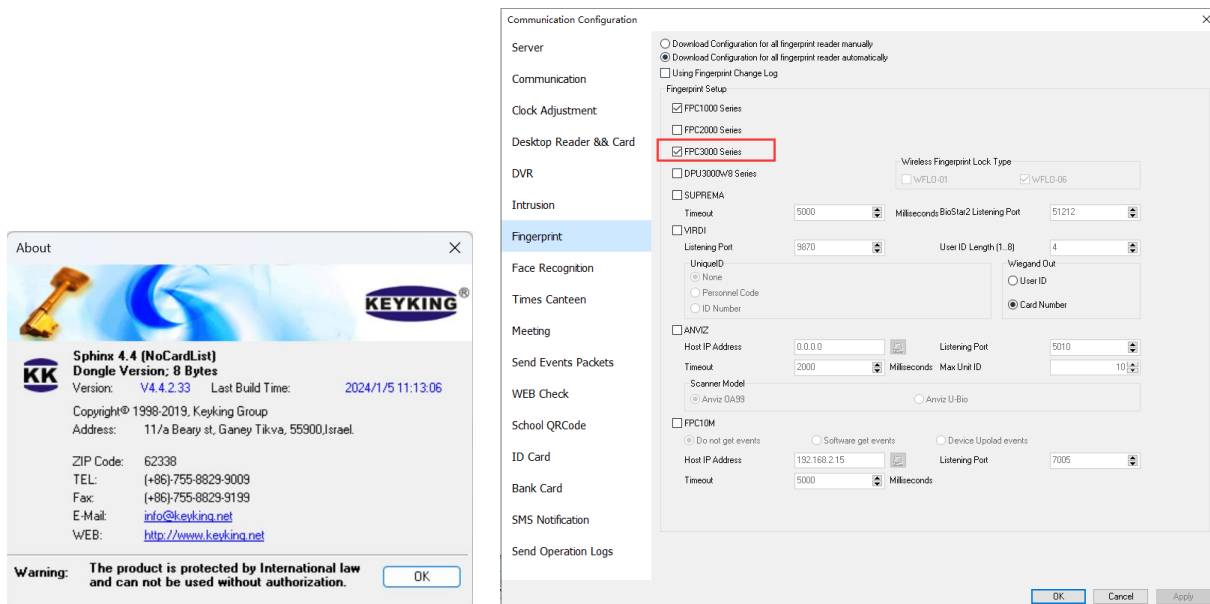 About
KEYKING®
KK
Sphinx 4.4 (NoCardList)
Dongle Version; 8 Bytes
Version: V4.4.2.33 Last Build Time: 2024/1/5 11:13:06
Copyright© 1998-2019, Keyking Group
Address: 11/a Beary st, Ganey Tikva, 55900,Israel.
ZIP Code: 62338
TEL: (+86)-755-8829-9009
Fax: (+86)-755-8829-9199
E-Mail: info@keyking.net
WEB: http://www.keyking.net
Warning: The product is protected by International law
and can not be used without authorization.
OK
Communication Configuration
Server
Communication
Clock Adjustment
Desktop Reader && Card
DVR
Intrusion
Fingerprint
Face Recognition
Times Canteen
Meeting
Send Events Packets
WEB Check
School QRCode
ID Card
Bank Card
SMS Notification
Send Operation Logs
Download Configuration for all fingerprint reader manually
Download Configuration for all fingerprint reader automatically
Using Fingerprint Change Log
Fingerprint Setup
FPC1000 Series
FPC2000 Series
FPC3000 Series
DPU3000W8 Series
Wireless Fingerprint Lock Type
WFLO-01 WFLO-06
SUPREMA
Timeout 5000 Milliseconds BioStar2 Listening Port 51212
VIRDI
Listening Port 9870 User ID Length (1..8) 4
UniqueID
None
Personnel Code
ID Number
Wiegand Out
User ID
Card Number
ANVIZ
Host IP Address 0.0.0.0 Listening Port 5010
Timeout 2000 Milliseconds Max Unit ID 10
Scanner Model
Anviz OA99 Anviz U-Bio
FPC10M
Do not get events Software get events Device Upolad events
Host IP Address 192.168.2.15 Listening Port 7005
Timeout 5000 Milliseconds
OK Cancel Apply